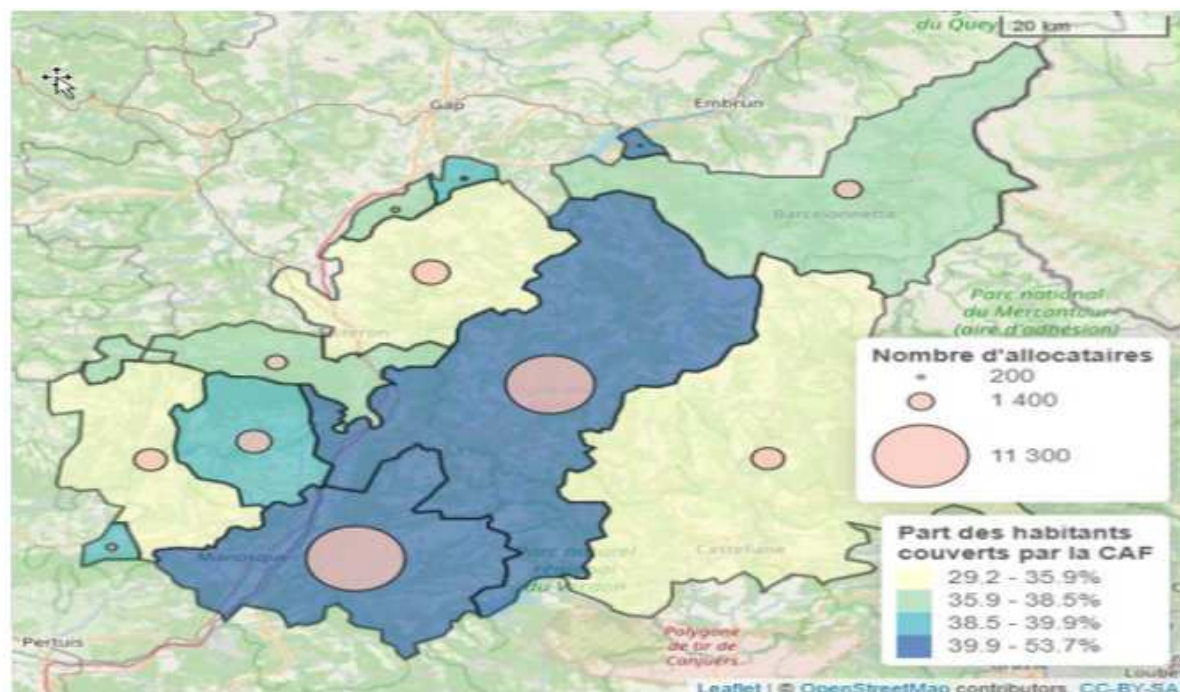 du Quey
20 km
Gap
Embrun
Barcelonnette
Parc national
du Mercantour
(aire d'adhésion)
Nombre d'allocataires
200
1 400
11 300
Manosque
Part des habitants
couverts par la CAF
Castellane
29.2 - 35.9%
35.9 - 38.5%
38.5 - 39.9%
39.9 - 53.7%
du Verdon
Pertuis
Polygone
de tir de
Canjuers
Leaflet | © OpenStreetMap contributors, CC-BY-SA